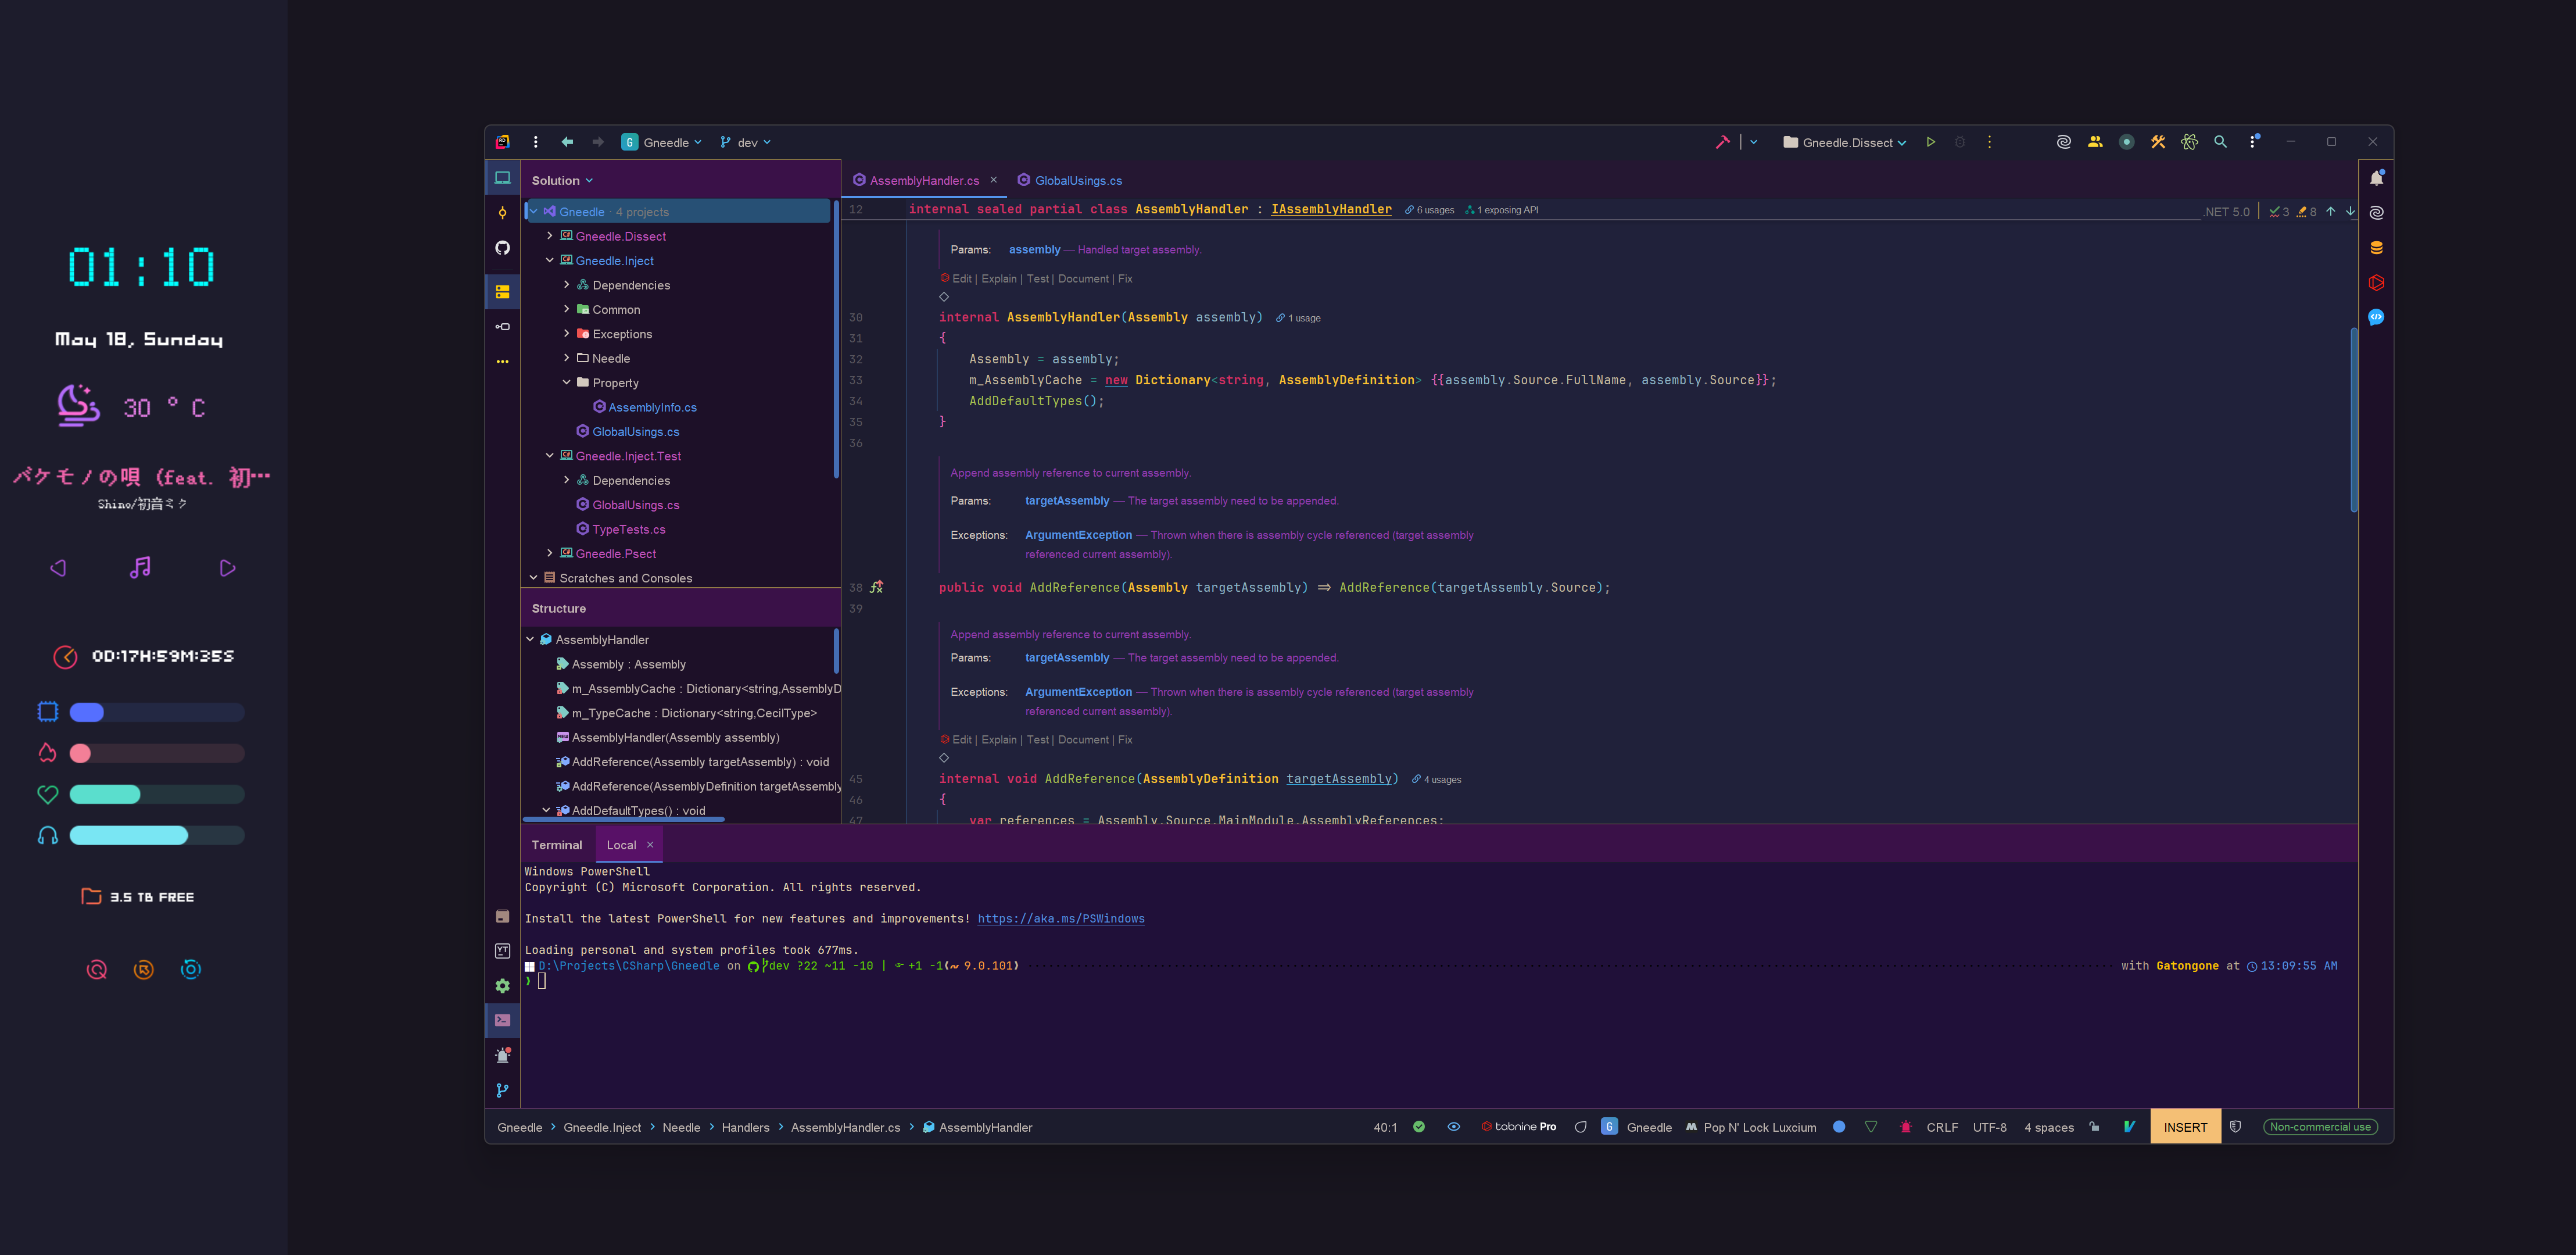 01:10
May 18, Sunday
30 ° C
バケモノの唄 (feat. 初…
Shino/初音ミク
0D:17H:59M:35S
3.5 TB FREE
G Gneedle dev
Gneedle.Dissect
Solution
Gneedle · 4 projects
Gneedle.Dissect
Gneedle.Inject
Dependencies
Common
Exceptions
Needle
Property
AssemblyInfo.cs
GlobalUsings.cs
Gneedle.Inject.Test
Dependencies
GlobalUsings.cs
TypeTests.cs
Gneedle.Psect
Scratches and Consoles
Structure
AssemblyHandler
Assembly : Assembly
m_AssemblyCache : Dictionary<string,AssemblyD
m_TypeCache : Dictionary<string,CecilType>
AssemblyHandler(Assembly assembly)
AddReference(Assembly targetAssembly) : void
AddReference(AssemblyDefinition targetAssembly
AddDefaultTypes() : void
AssemblyHandler.cs × GlobalUsings.cs
12 internal sealed partial class AssemblyHandler : IAssemblyHandler 6 usages 1 exposing API .NET 5.0 3 8
Params: assembly — Handled target assembly.
Edit | Explain | Test | Document | Fix
30 internal AssemblyHandler(Assembly assembly) 1 usage
31 {
32 Assembly = assembly;
33 m_AssemblyCache = new Dictionary<string, AssemblyDefinition> {{assembly.Source.FullName, assembly.Source}};
34 AddDefaultTypes();
35 }
36
Append assembly reference to current assembly.
Params: targetAssembly — The target assembly need to be appended.
Exceptions: ArgumentException — Thrown when there is assembly cycle referenced (target assembly
referenced current assembly).
38 public void AddReference(Assembly targetAssembly) ⇒ AddReference(targetAssembly.Source);
39
Append assembly reference to current assembly.
Params: targetAssembly — The target assembly need to be appended.
Exceptions: ArgumentException — Thrown when there is assembly cycle referenced (target assembly
referenced current assembly).
Edit | Explain | Test | Document | Fix
45 internal void AddReference(AssemblyDefinition targetAssembly) 4 usages
46 {
47 var references = Assembly.Source.MainModule.AssemblyReferences;
Terminal Local ×
Windows PowerShell
Copyright (C) Microsoft Corporation. All rights reserved.
Install the latest PowerShell for new features and improvements! https://aka.ms/PSWindows
Loading personal and system profiles took 677ms.
D:\Projects\CSharp\Gneedle on dev ?22 ~11 -10 | +1 -1 9.0.101 with Gatongone at 13:09:55 AM
❯
Gneedle > Gneedle.Inject > Needle > Handlers > AssemblyHandler.cs > AssemblyHandler
40:1 tabnine Pro G Gneedle Pop N' Lock Luxcium CRLF UTF-8 4 spaces INSERT Non-commercial use